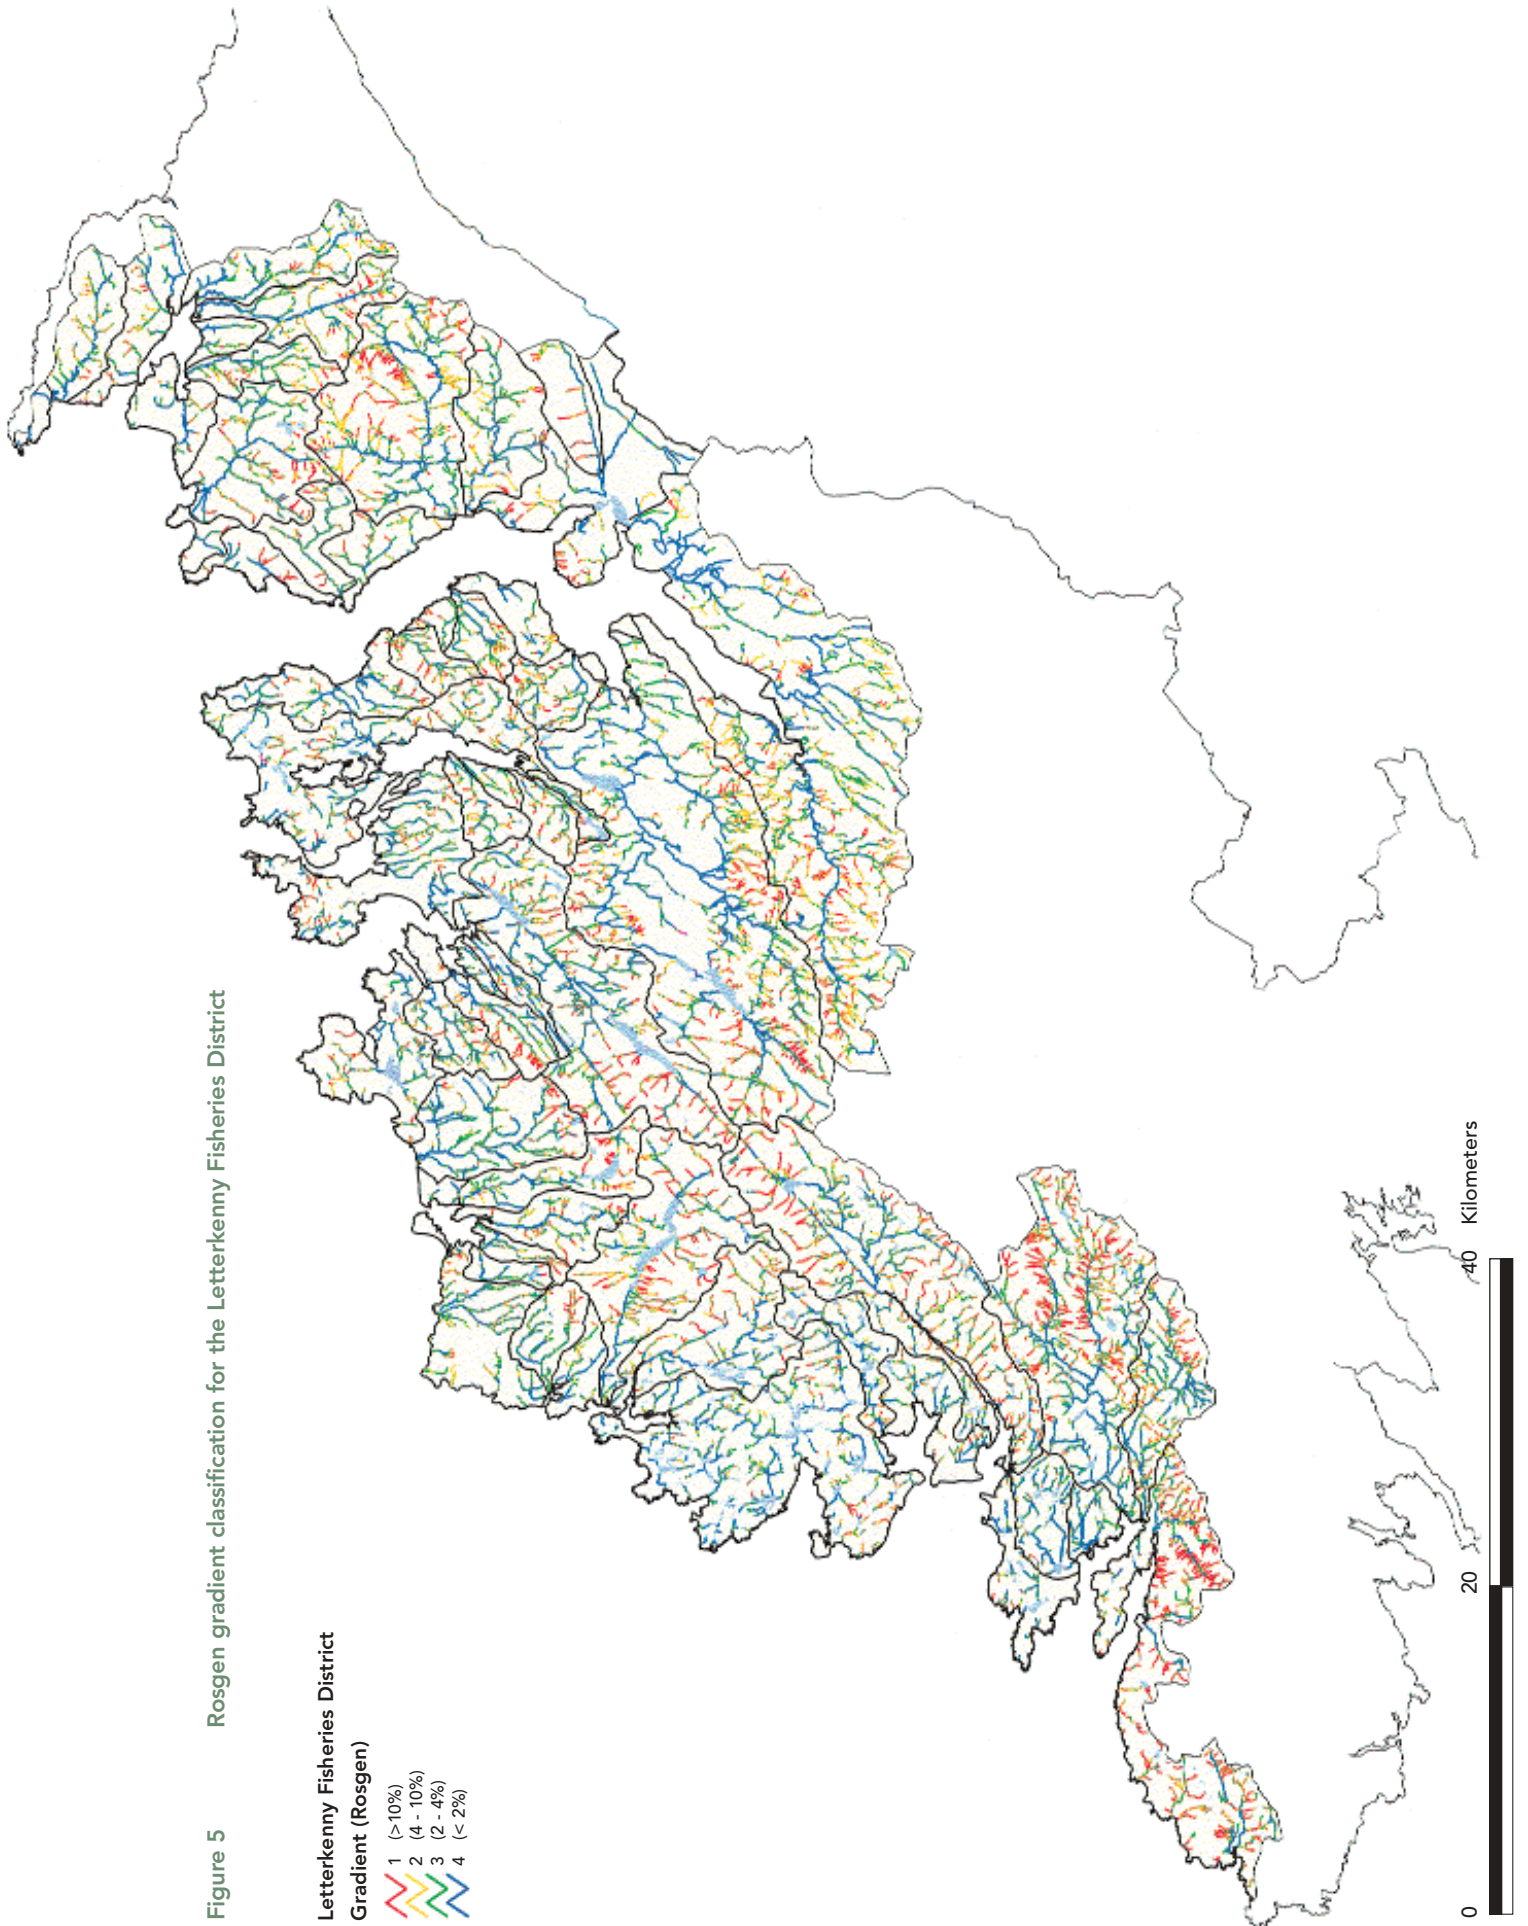 Figure 5 Rosgen gradient classification for the Letterkenny Fisheries District
Letterkenny Fisheries District
Gradient (Rosgen)
1 (>10%)
2 (4 - 10%)
3 (2 - 4%)
4 (< 2%)
0 20 40 Kilometers